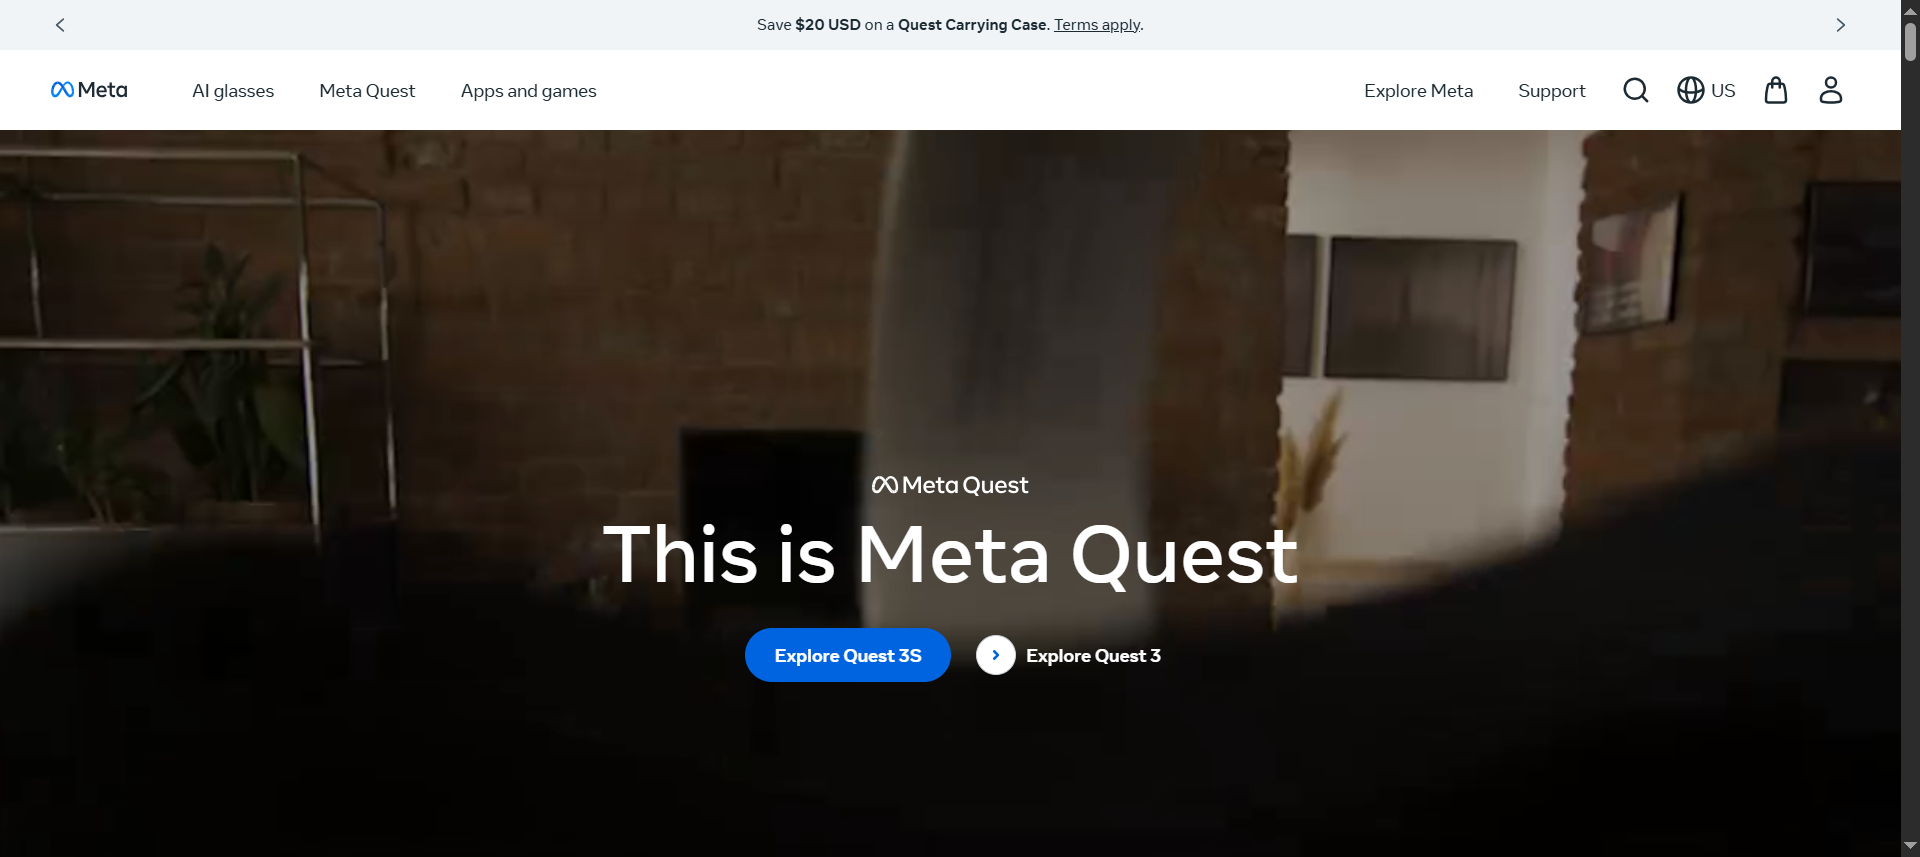 Save $20 USD on a Quest Carrying Case. Terms apply.
Meta AI glasses Meta Quest Apps and games Explore Meta Support US
Meta Quest
This is Meta Quest
Explore Quest 3S Explore Quest 3